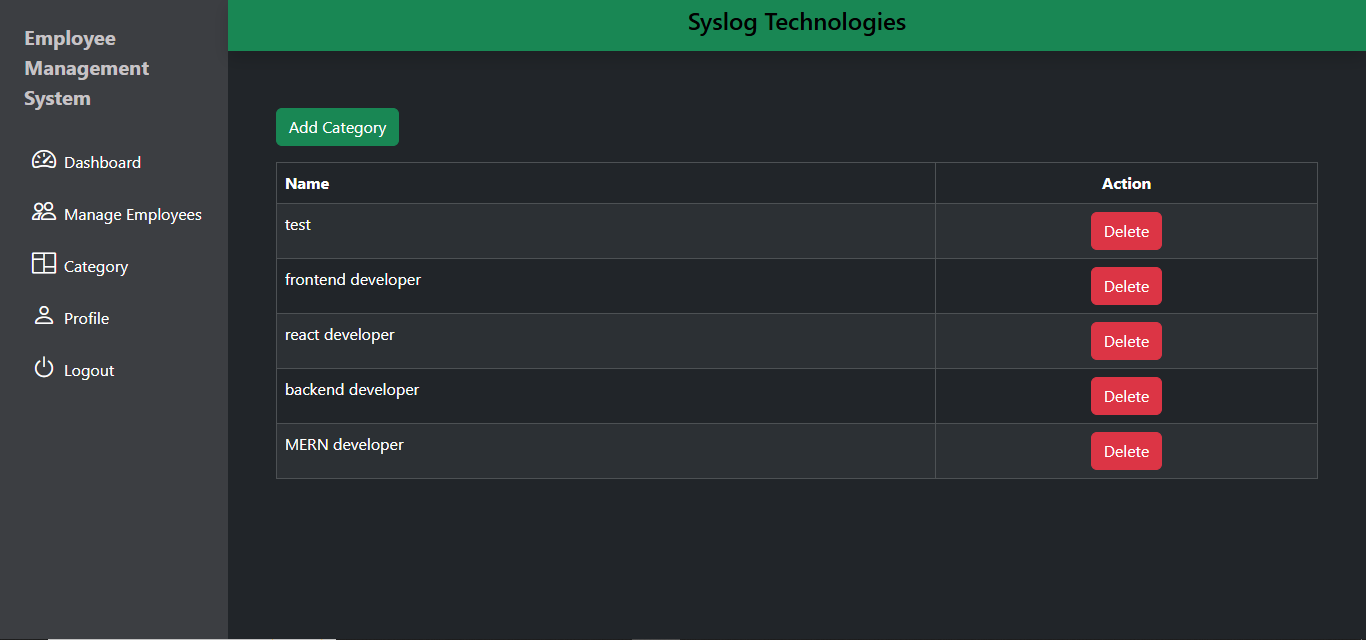 Syslog Technologies
Employee
Management
System
Dashboard
Manage Employees
Category
Profile
Logout
Add Category
Name Action
test Delete
frontend developer Delete
react developer Delete
backend developer Delete
MERN developer Delete